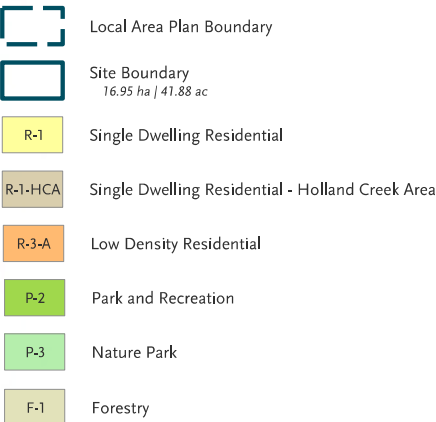 Local Area Plan Boundary
Site Boundary
16.95 ha | 41.88 ac
R-1 Single Dwelling Residential
R-1-HCA Single Dwelling Residential - Holland Creek Area
R-3-A Low Density Residential
P-2 Park and Recreation
P-3 Nature Park
F-1 Forestry